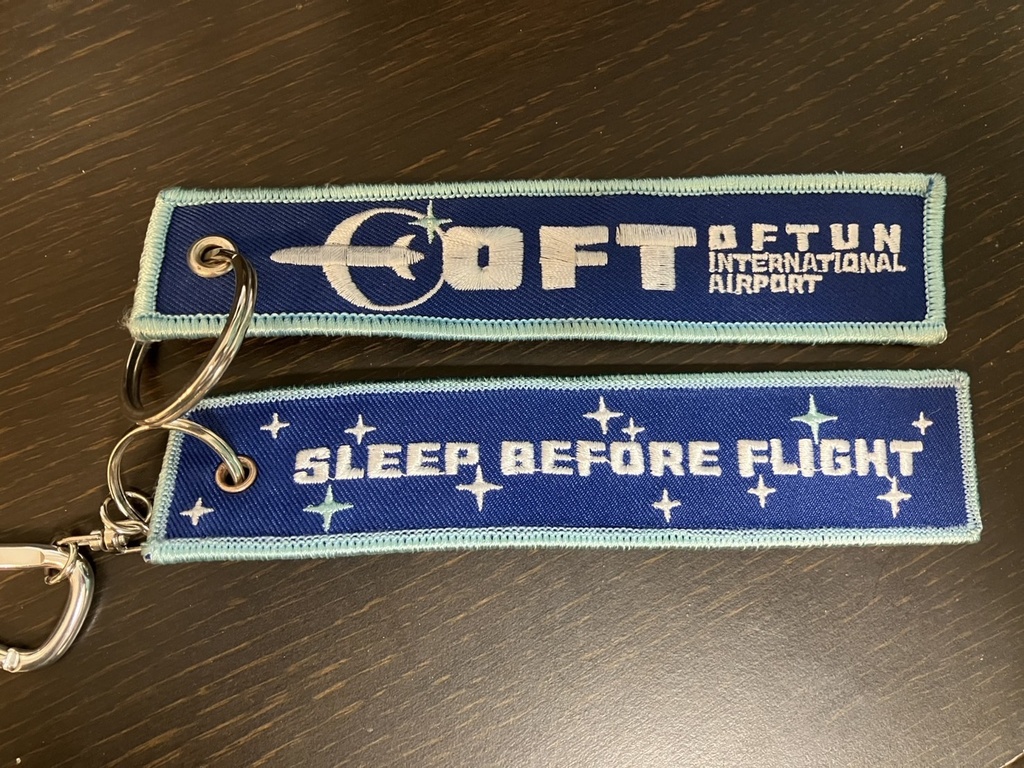 OFT
OFTUN
INTERNATIONAL
AIRPORT
SLEEP BEFORE FLIGHT